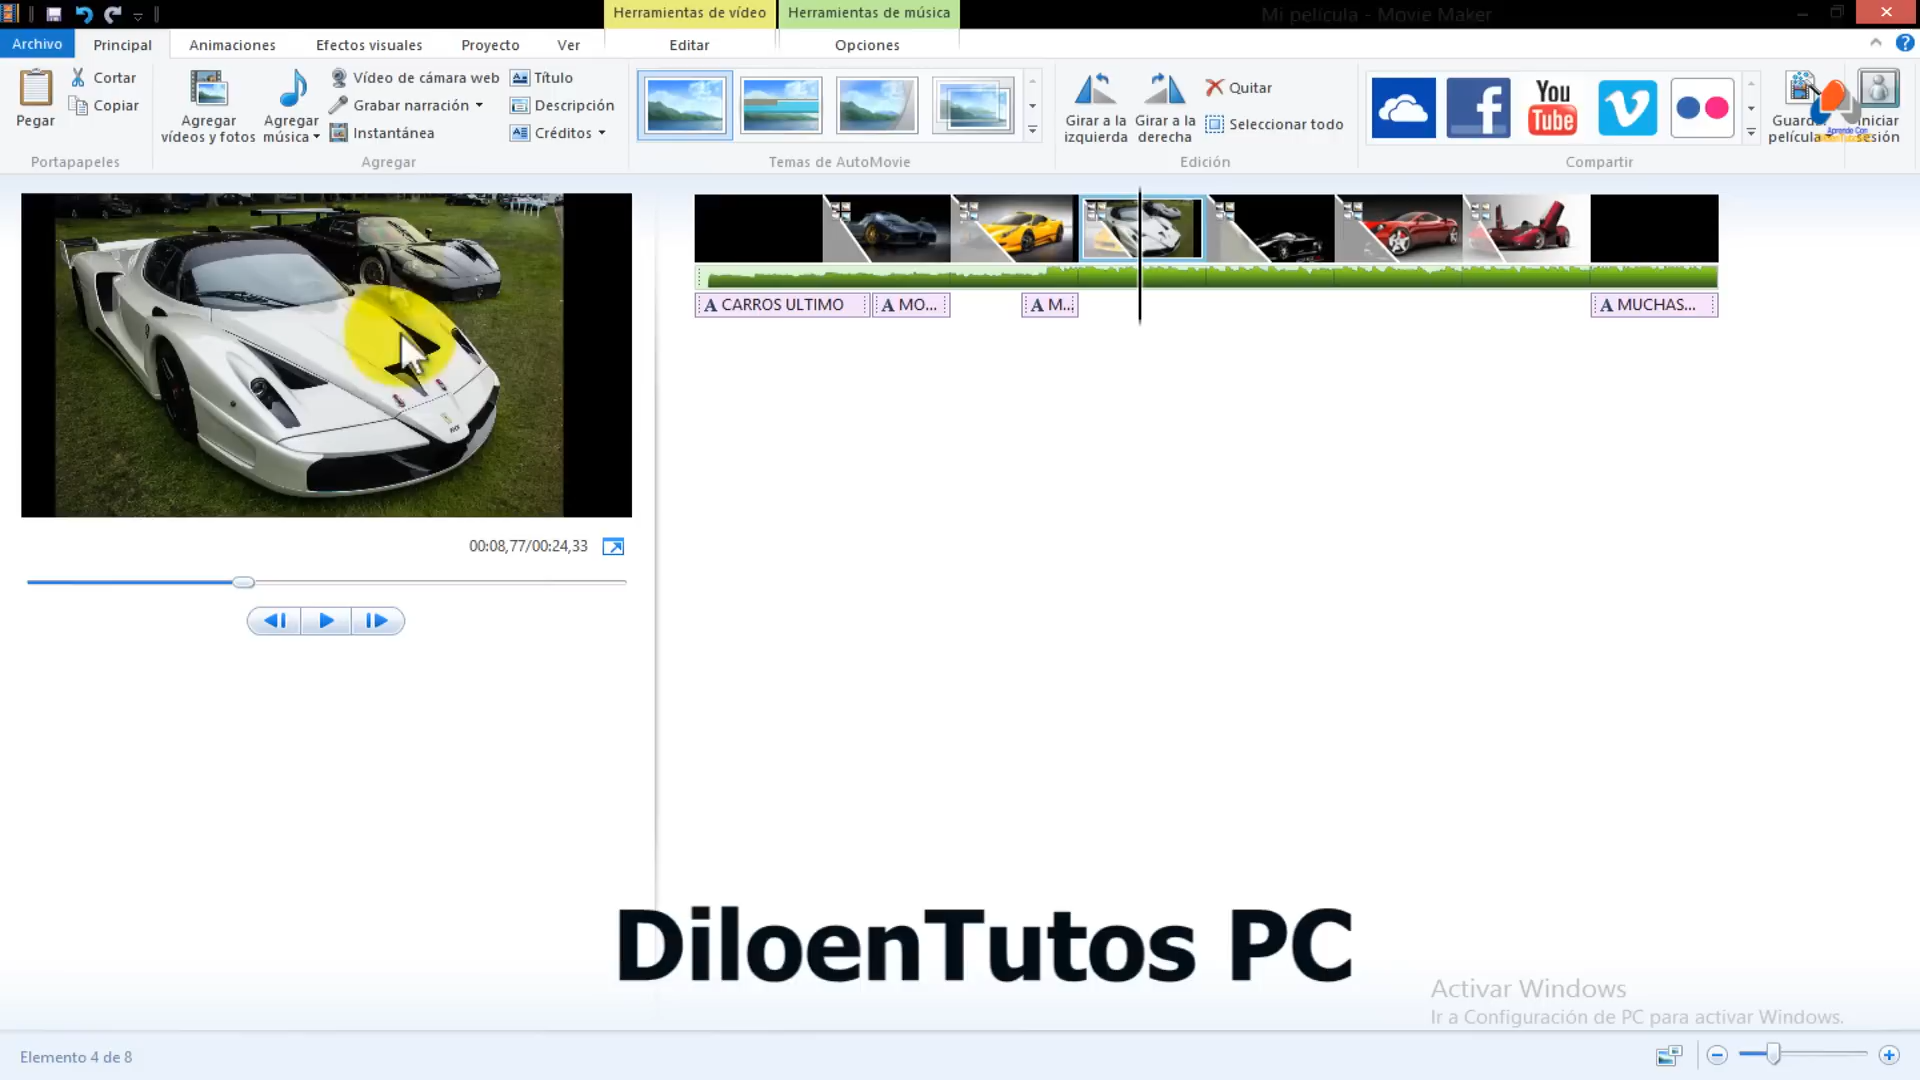 Herramientas de vídeo
Herramientas de música
Mi película - Movie Maker
Archivo
Principal
Animaciones
Efectos visuales
Proyecto
Ver
Editar
Opciones
Pegar
Cortar
Copiar
Portapapeles
Agregar
vídeos y fotos
Agregar
música
Vídeo de cámara web
Grabar narración
Instantánea
Título
Descripción
Créditos
Agregar
Temas de AutoMovie
Girar a la
izquierda
Girar a la
derecha
Quitar
Seleccionar todo
Edición
You
Tube
Compartir
película
Aprendo Con
sesión
A CARROS ULTIMO
A MO...
A M...
A MUCHAS...
00:08,77/00:24,33
DiloenTutos PC
Activar Windows
Ir a Configuración de PC para activar Windows.
Elemento 4 de 8